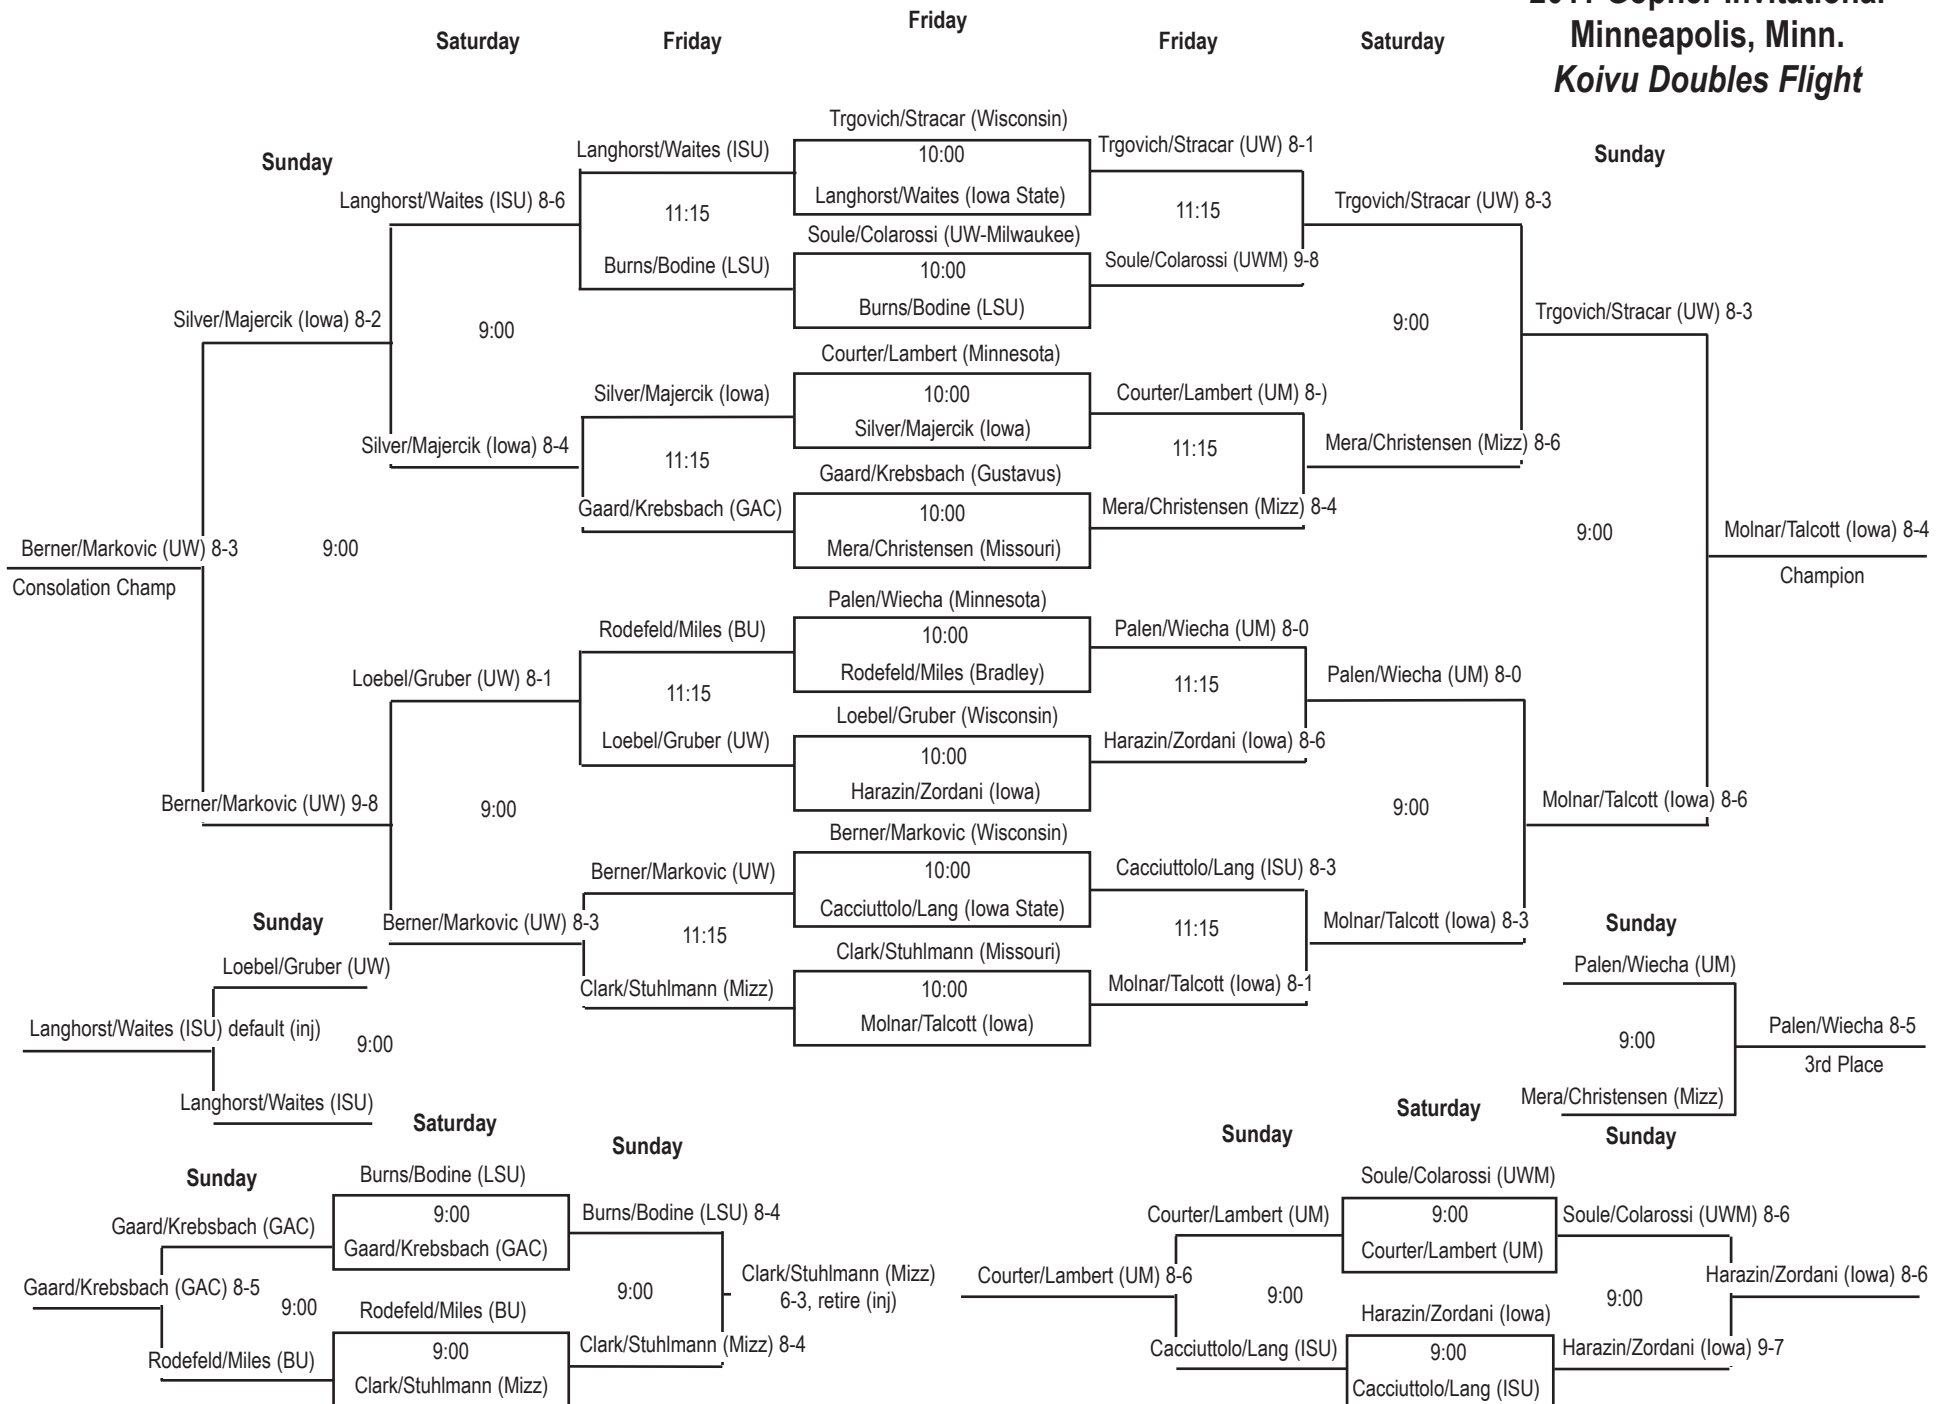 Minneapolis, Minn.
Koivu Doubles Flight
Friday
Saturday
Friday
Friday
Saturday
Sunday
Sunday
Trgovich/Stracar (Wisconsin)
10:00
Langhorst/Waites (Iowa State)
Soule/Colarossi (UW-Milwaukee)
10:00
Burns/Bodine (LSU)
Courter/Lambert (Minnesota)
10:00
Silver/Majercik (Iowa)
Gaard/Krebsbach (Gustavus)
10:00
Mera/Christensen (Missouri)
Palen/Wiecha (Minnesota)
10:00
Rodefeld/Miles (Bradley)
Loebel/Gruber (Wisconsin)
10:00
Harazin/Zordani (Iowa)
Berner/Markovic (Wisconsin)
10:00
Cacciuttolo/Lang (Iowa State)
Clark/Stuhlmann (Missouri)
10:00
Molnar/Talcott (Iowa)
Langhorst/Waites (ISU)
11:15
Burns/Bodine (LSU)
Silver/Majercik (Iowa)
11:15
Gaard/Krebsbach (GAC)
Rodefeld/Miles (BU)
11:15
Loebel/Gruber (UW)
Berner/Markovic (UW)
11:15
Clark/Stuhlmann (Mizz)
Langhorst/Waites (ISU) 8-6
9:00
Silver/Majercik (Iowa) 8-4
Loebel/Gruber (UW) 8-1
9:00
Berner/Markovic (UW) 8-3
Silver/Majercik (Iowa) 8-2
9:00
Berner/Markovic (UW) 9-8
Berner/Markovic (UW) 8-3
Consolation Champ
Trgovich/Stracar (UW) 8-1
11:15
Soule/Colarossi (UWM) 9-8
Courter/Lambert (UM) 8-)
11:15
Mera/Christensen (Mizz) 8-4
Palen/Wiecha (UM) 8-0
11:15
Harazin/Zordani (Iowa) 8-6
Cacciuttolo/Lang (ISU) 8-3
11:15
Molnar/Talcott (Iowa) 8-1
Trgovich/Stracar (UW) 8-3
9:00
Mera/Christensen (Mizz) 8-6
Palen/Wiecha (UM) 8-0
9:00
Molnar/Talcott (Iowa) 8-3
Trgovich/Stracar (UW) 8-3
9:00
Molnar/Talcott (Iowa) 8-6
Molnar/Talcott (Iowa) 8-4
Champion
Sunday
Loebel/Gruber (UW)
Langhorst/Waites (ISU) default (inj)
9:00
Langhorst/Waites (ISU)
Sunday
Palen/Wiecha (UM)
9:00
Mera/Christensen (Mizz)
Palen/Wiecha 8-5
3rd Place
Saturday
Sunday
Sunday
Burns/Bodine (LSU)
9:00
Gaard/Krebsbach (GAC)
Rodefeld/Miles (BU)
9:00
Clark/Stuhlmann (Mizz)
Gaard/Krebsbach (GAC)
Gaard/Krebsbach (GAC) 8-5
9:00
Rodefeld/Miles (BU)
Burns/Bodine (LSU) 8-4
9:00
Clark/Stuhlmann (Mizz) 8-4
Clark/Stuhlmann (Mizz)
6-3, retire (inj)
Saturday
Sunday
Sunday
Soule/Colarossi (UWM)
9:00
Courter/Lambert (UM)
Harazin/Zordani (Iowa)
9:00
Cacciuttolo/Lang (ISU)
Courter/Lambert (UM)
Courter/Lambert (UM) 8-6
9:00
Cacciuttolo/Lang (ISU)
Soule/Colarossi (UWM) 8-6
9:00
Harazin/Zordani (Iowa) 9-7
Harazin/Zordani (Iowa) 8-6